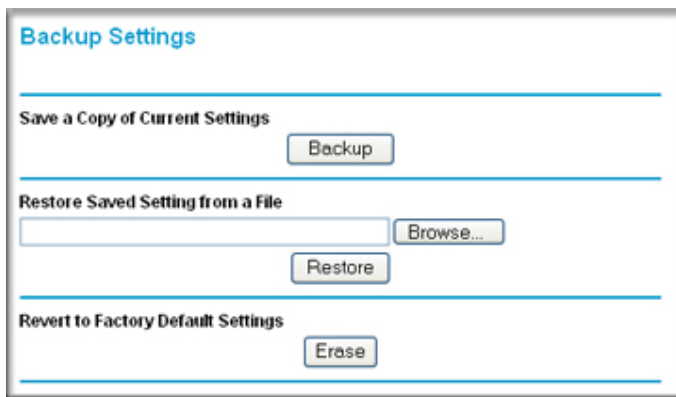 Backup Settings
Save a Copy of Current Settings
Backup
Restore Saved Setting from a File
Browse...
Restore
Revert to Factory Default Settings
Erase